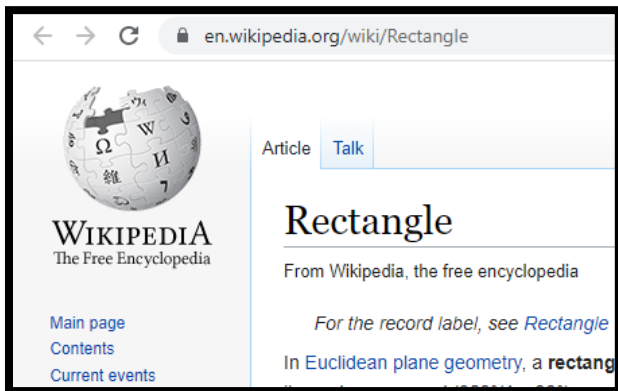 en.wikipedia.org/wiki/Rectangle
Article Talk
WIKIPEDIA
The Free Encyclopedia
Rectangle
From Wikipedia, the free encyclopedia
For the record label, see Rectangle
Main page
Contents
Current events
In Euclidean plane geometry, a rectang